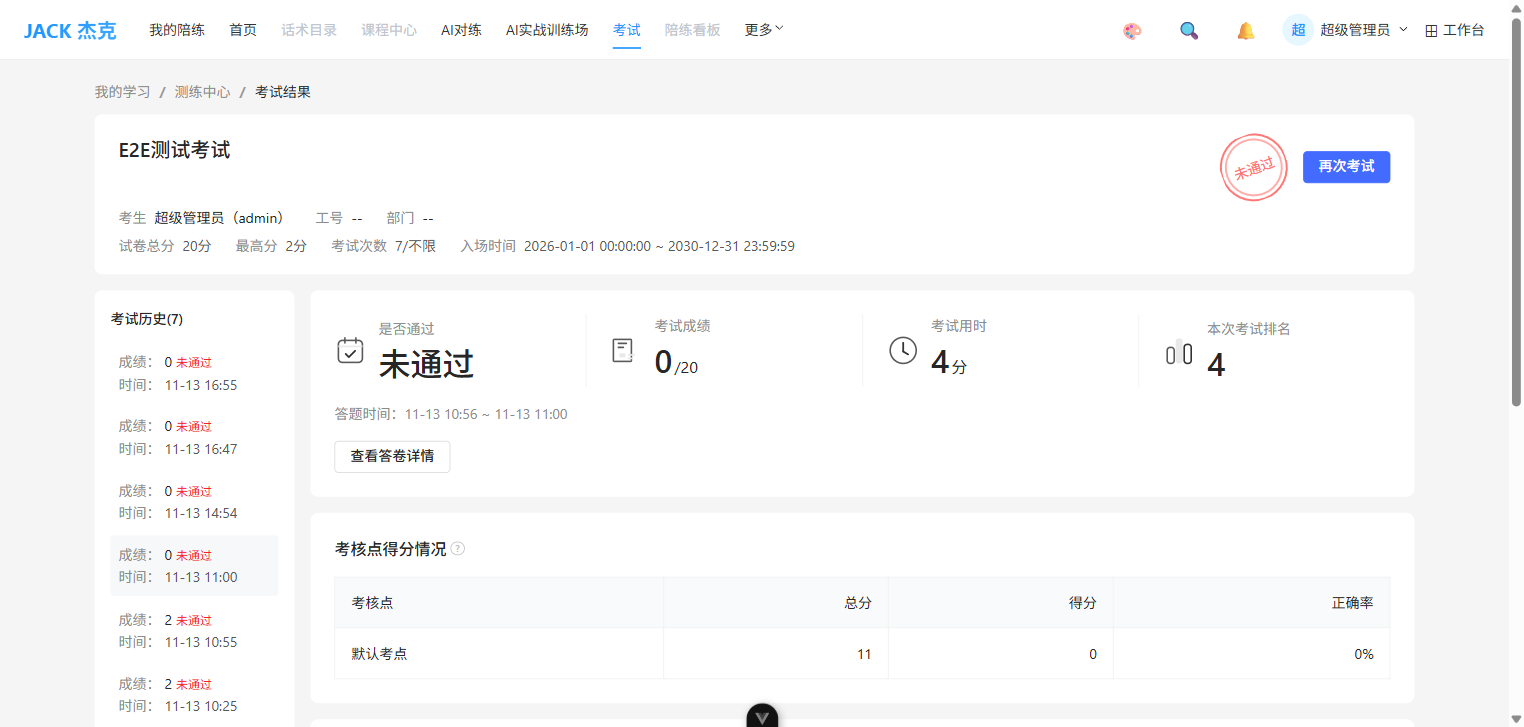 JACK 杰克 我的陪练 首页 话术目录 课程中心 AI对练 AI实战训练场 考试 陪练看板 更多 超 超级管理员 工作台
我的学习 / 测练中心 / 考试结果
E2E测试考试
未通过
再次考试
考生 超级管理员（admin） 工号 -- 部门 --
试卷总分 20分 最高分 2分 考试次数 7/不限 入场时间 2026-01-01 00:00:00 ~ 2030-12-31 23:59:59
考试历史(7)
成绩： 0 未通过
时间： 11-13 16:55
成绩： 0 未通过
时间： 11-13 16:47
成绩： 0 未通过
时间： 11-13 14:54
成绩： 0 未通过
时间： 11-13 11:00
成绩： 2 未通过
时间： 11-13 10:55
成绩： 2 未通过
时间： 11-13 10:25
是否通过
未通过
考试成绩
0/20
考试用时
4分
本次考试排名
4
答题时间：11-13 10:56 ~ 11-13 11:00
查看答卷详情
考核点得分情况 ?
考核点 总分 得分 正确率
默认考点 11 0 0%